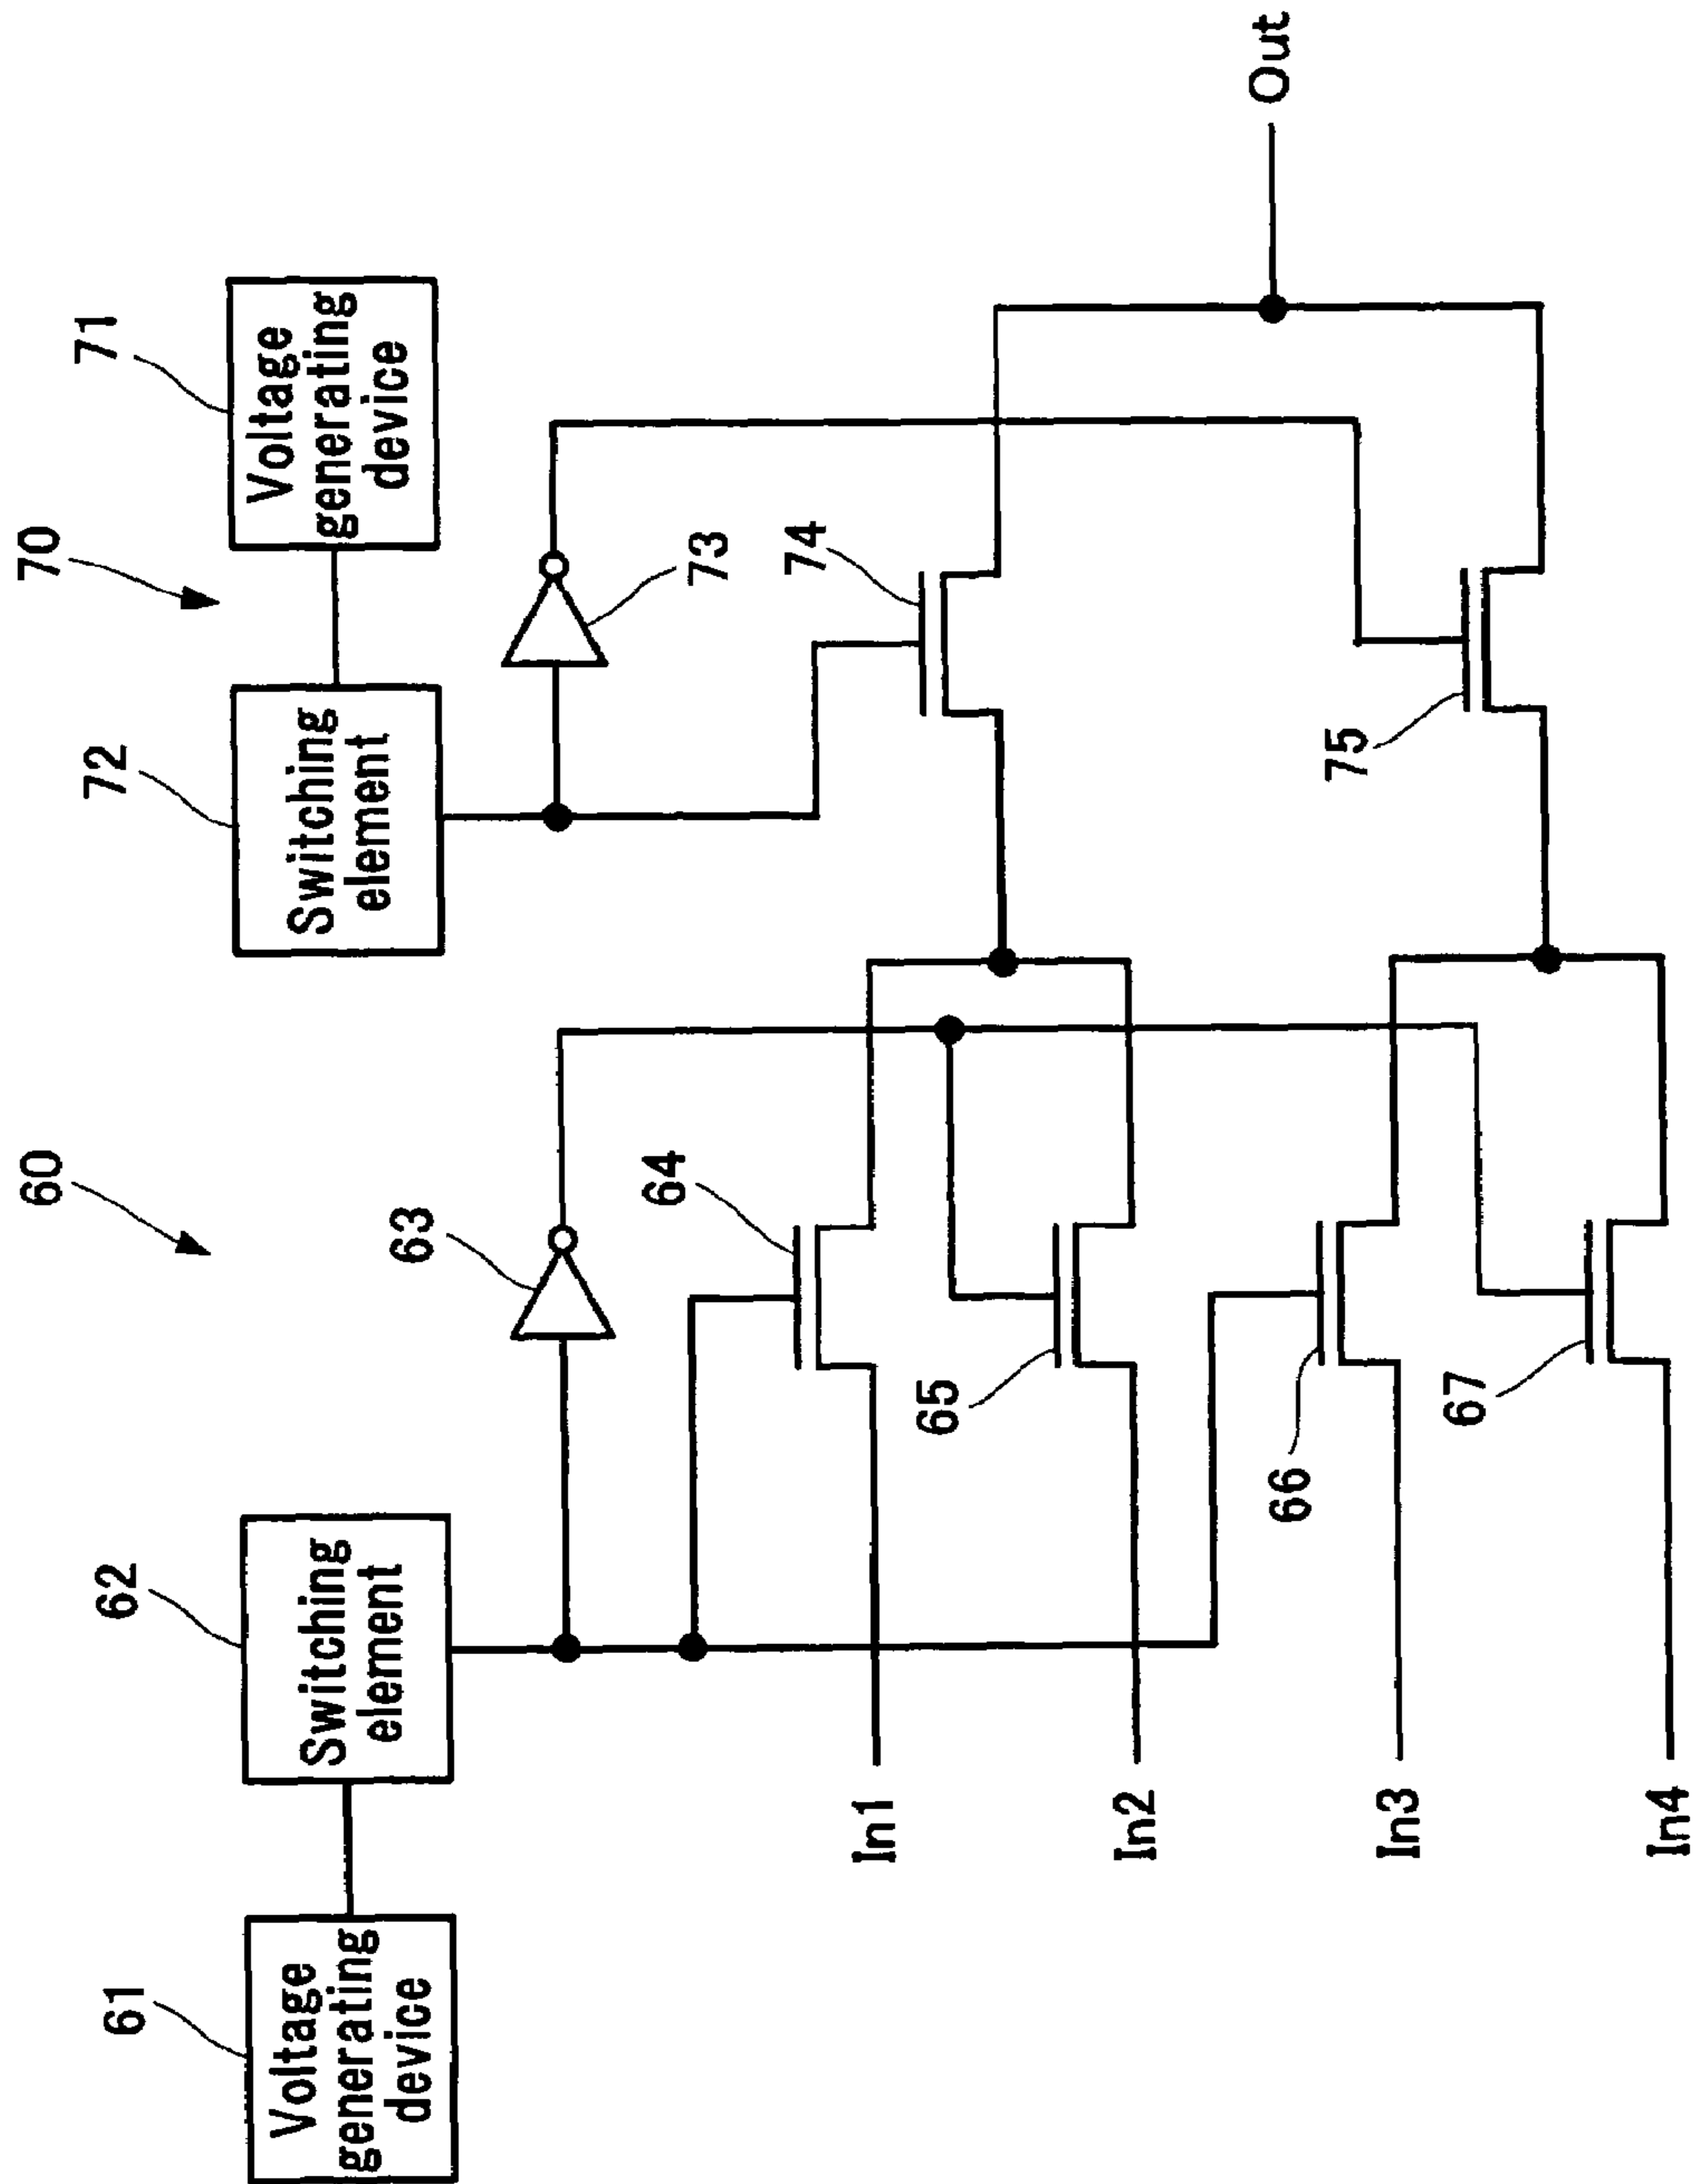 60
70
61
Voltage
generating
device
62
Switching
element
72
Switching
element
71
Voltage
generating
device
63
73
64
74
65
66
67
75
In1
In2
In3
In4
Out